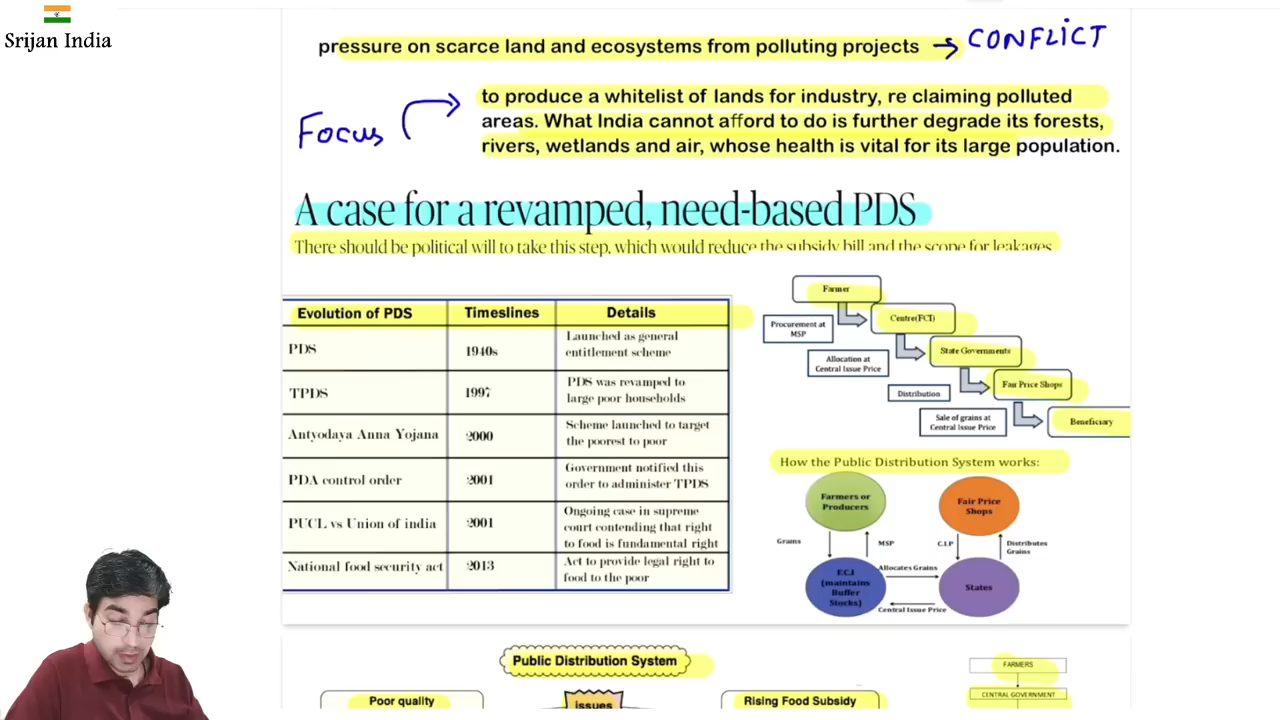 Srijan India
pressure on scarce land and ecosystems from polluting projects → CONFLICT
Focus
to produce a whitelist of lands for industry, re claiming polluted
areas. What India cannot afford to do is further degrade its forests,
rivers, wetlands and air, whose health is vital for its large population.
A case for a revamped, need-based PDS
There should be political will to take this step, which would reduce the subsidy bill and the scope for leakages
Evolution of PDS Timeslines Details
PDS 1940s Launched as general
entitlement scheme
TPDS 1997 PDS was revamped to
large poor households
Antyodaya Anna Yojana 2000 Scheme launched to target
the poorest to poor
PDA control order 2001 Government notified this
order to administer TPDS
PUCL vs Union of india 2001 Ongoing case in supreme
court contending that right
to food is fundamental right
National food security act 2013 Act to provide legal right to
food to the poor
Farmer
Procurement at
MSP
Centre(FCI)
Allocation at
Central Issue Price
State Governments
Distribution
Fair Price Shops
Sale of grains at
Central Issue Price
Beneficiary
How the Public Distribution System works:
Farmers or
Producers
Fair Price
Shops
Grains
MSP
C.I.P
Distributes
Grains
F.C.I
(maintains
Buffer
Stocks)
Allocates Grains
Central Issue Price
States
Public Distribution System
Poor quality
issues
Rising Food Subsidy
FARMERS
CENTRAL GOVERNMENT